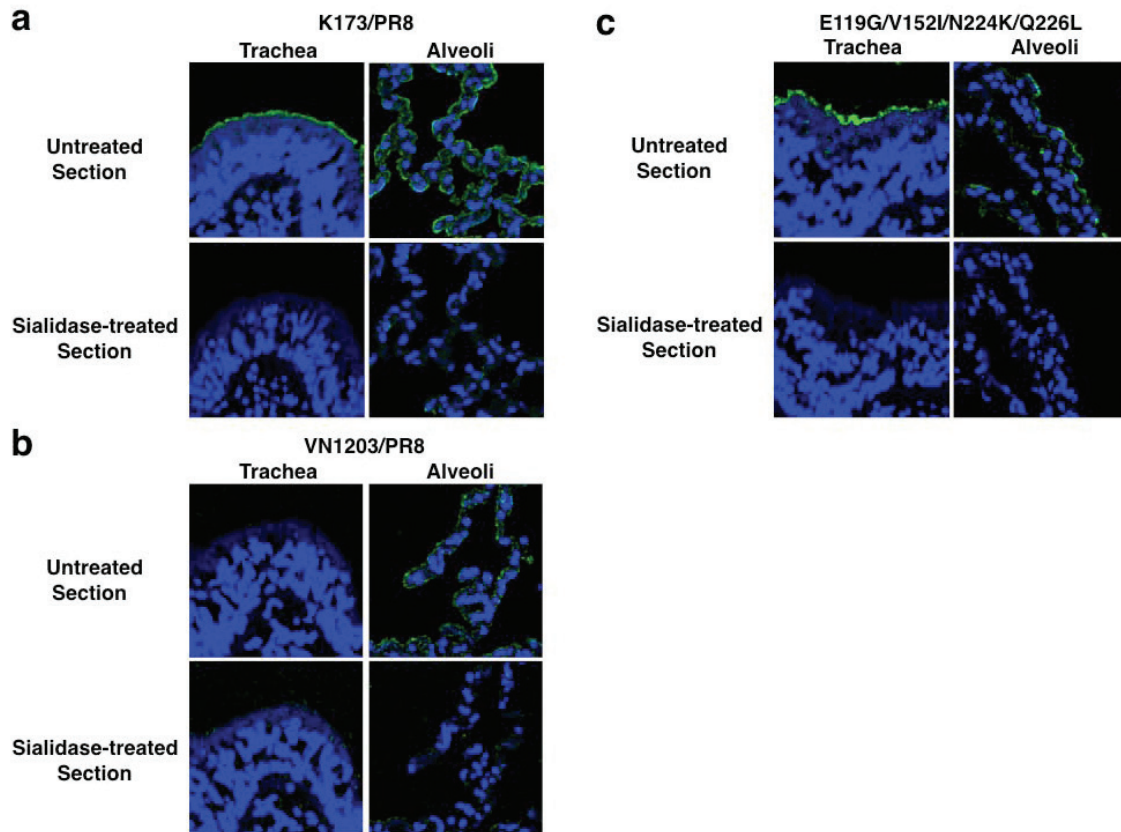 a
K173/PR8
Trachea
Alveoli
Untreated
Section
Sialidase-treated
Section
b
VN1203/PR8
Trachea
Alveoli
Untreated
Section
Sialidase-treated
Section
c
E119G/V152I/N224K/Q226L
Trachea
Alveoli
Untreated
Section
Sialidase-treated
Section